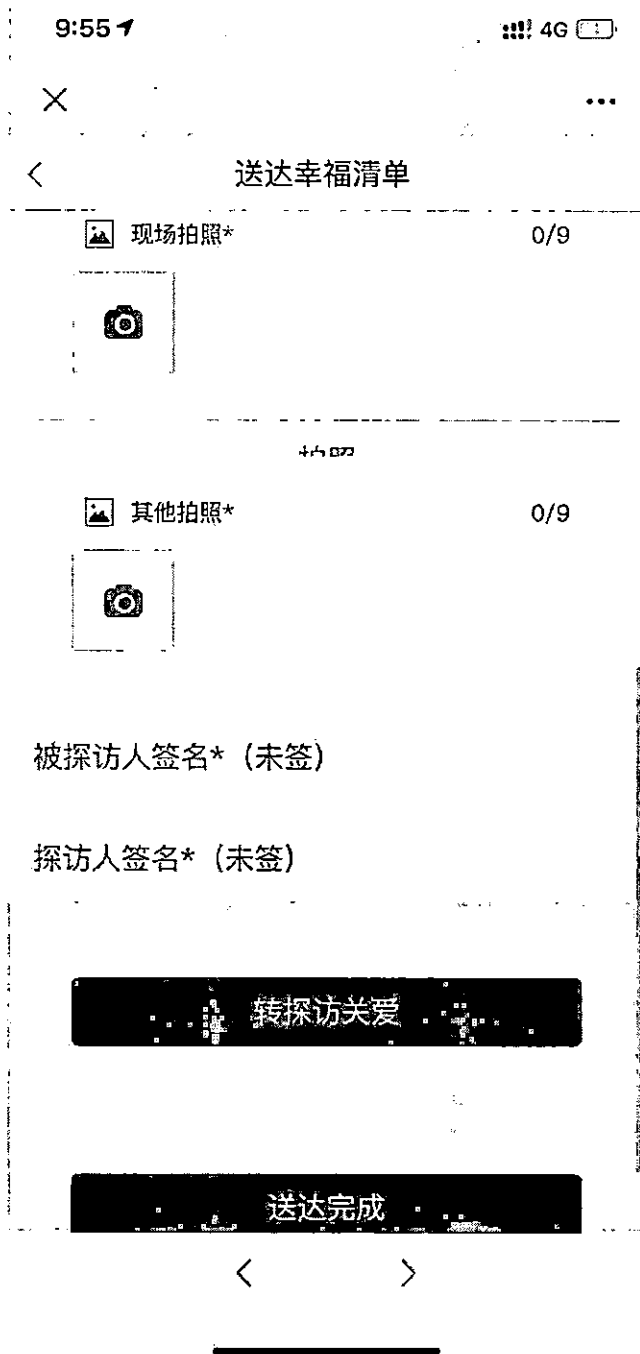 9:55 4G
送达幸福清单
现场拍照* 0/9
拍照
其他拍照* 0/9
被探访人签名*（未签）
探访人签名*（未签）
转探访关爱
送达完成